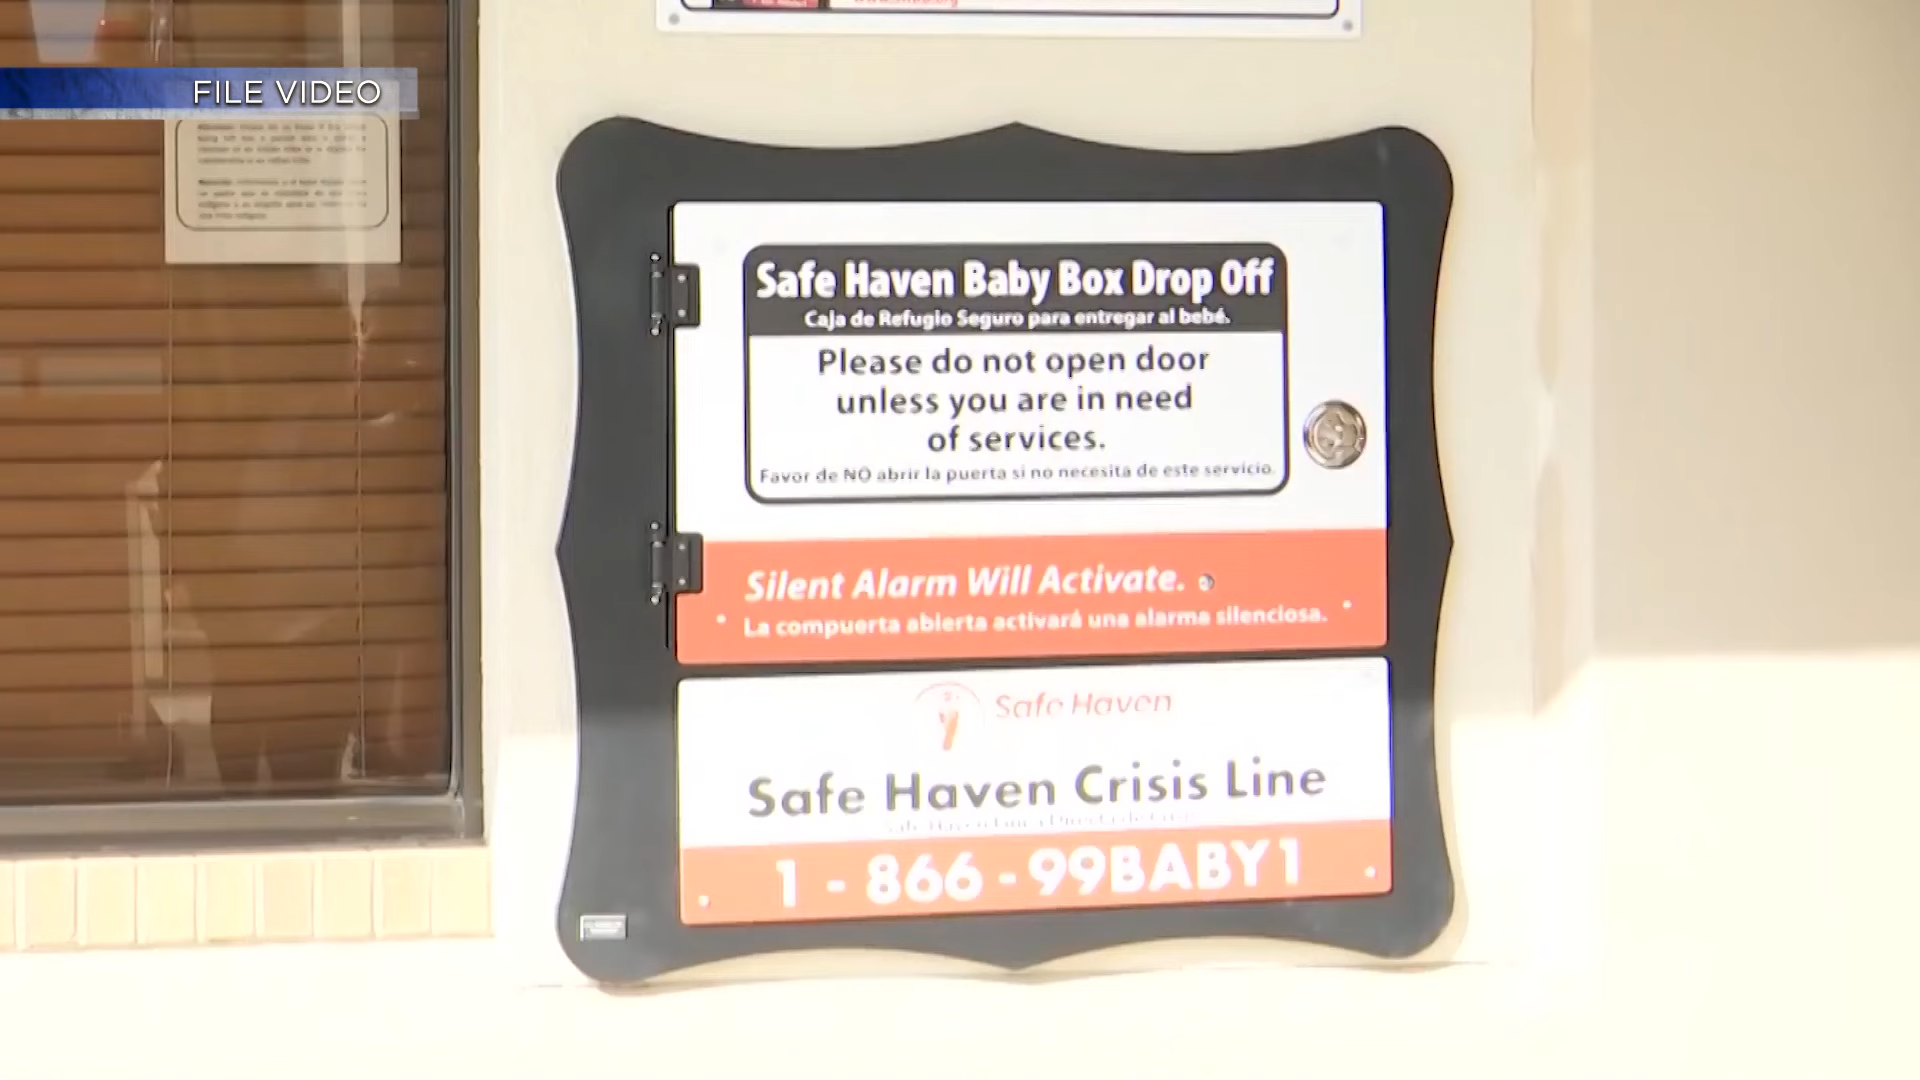 FILE VIDEO
Safe Haven Baby Box Drop Off
Caja de Refugio Seguro para entregar al bebé.
Please do not open door
unless you are in need
of services.
Favor de NO abrir la puerta si no necesita de este servicio.
Silent Alarm Will Activate.
La compuerta abierta activará una alarma silenciosa.
Safe Haven
Safe Haven Crisis Line
1 - 866 - 99BABY1